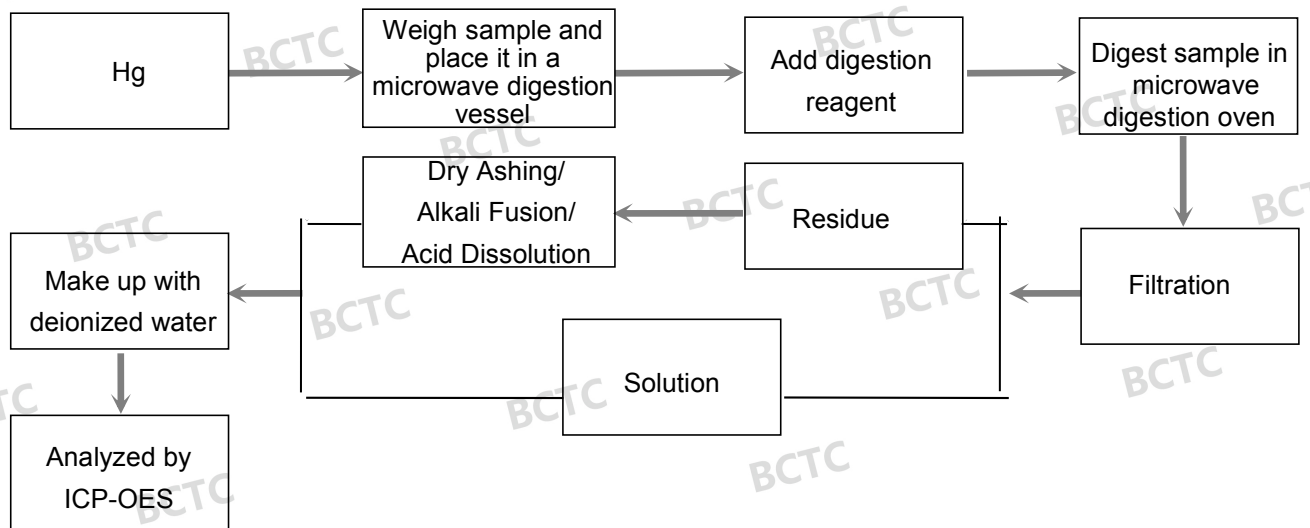 Hg
Weigh sample and
place it in a
microwave digestion
vessel
Add digestion
reagent
Digest sample in
microwave
digestion oven
Dry Ashing/
Alkali Fusion/
Acid Dissolution
Residue
Filtration
Make up with
deionized water
Solution
Analyzed by
ICP-OES
BCTC
BCTC
BCTC
BCTC
BCTC
BCT
BCTC
BCTC
BCTC
BCTC
TC
BCTC
BCTC
BCTC